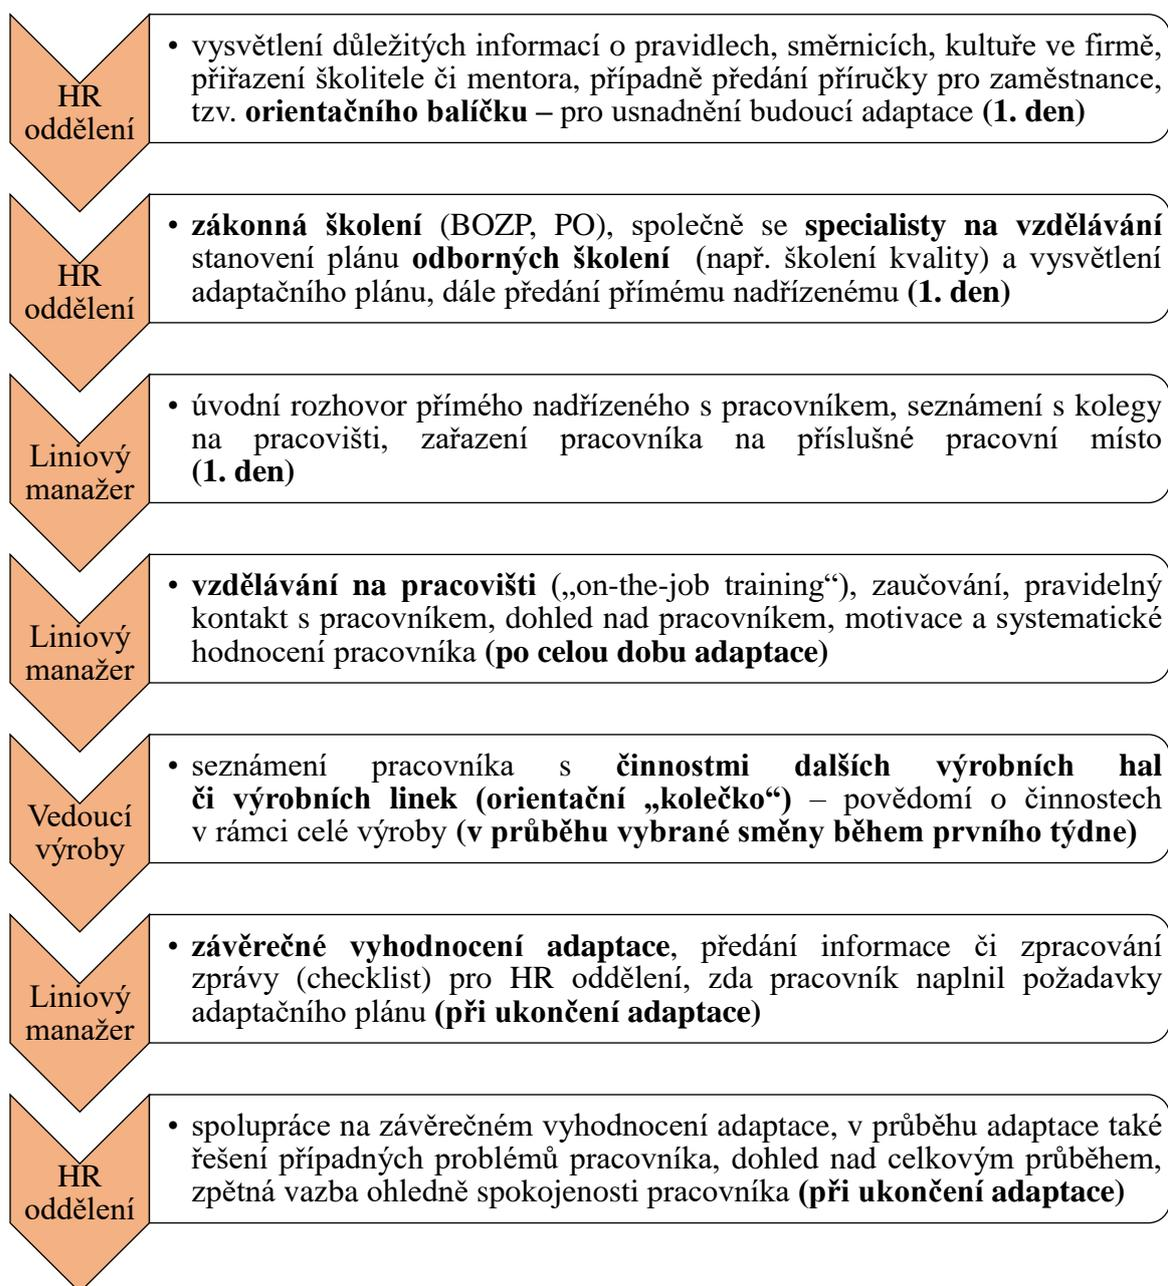 HR
oddělení
• vysvětlení důležitých informací o pravidlech, směrnicích, kultuře ve firmě,
přiřazení školitele či mentora, případně předání příručky pro zaměstnance,
tzv. orientačního balíčku – pro usnadnění budoucí adaptace (1. den)
HR
oddělení
• zákonná školení (BOZP, PO), společně se specialisty na vzdělávání
stanovení plánu odborných školení (např. školení kvality) a vysvětlení
adaptačního plánu, dále předání přímému nadřízenému (1. den)
Liniový
manažer
• úvodní rozhovor přímého nadřízeného s pracovníkem, seznámení s kolegy
na pracovišti, zařazení pracovníka na příslušné pracovní místo
(1. den)
Liniový
manažer
• vzdělávání na pracovišti („on-the-job training“), zaučování, pravidelný
kontakt s pracovníkem, dohled nad pracovníkem, motivace a systematické
hodnocení pracovníka (po celou dobu adaptace)
Vedoucí
výroby
• seznámení pracovníka s činnostmi dalších výrobních hal
či výrobních linek (orientační „kolečko“) – povědomí o činnostech
v rámci celé výroby (v průběhu vybrané směny během prvního týdne)
Liniový
manažer
• závěrečné vyhodnocení adaptace, předání informace či zpracování
zprávy (checklist) pro HR oddělení, zda pracovník naplnil požadavky
adaptačního plánu (při ukončení adaptace)
HR
oddělení
• spolupráce na závěrečném vyhodnocení adaptace, v průběhu adaptace také
řešení případných problémů pracovníka, dohled nad celkovým průběhem,
zpětná vazba ohledně spokojenosti pracovníka (při ukončení adaptace)